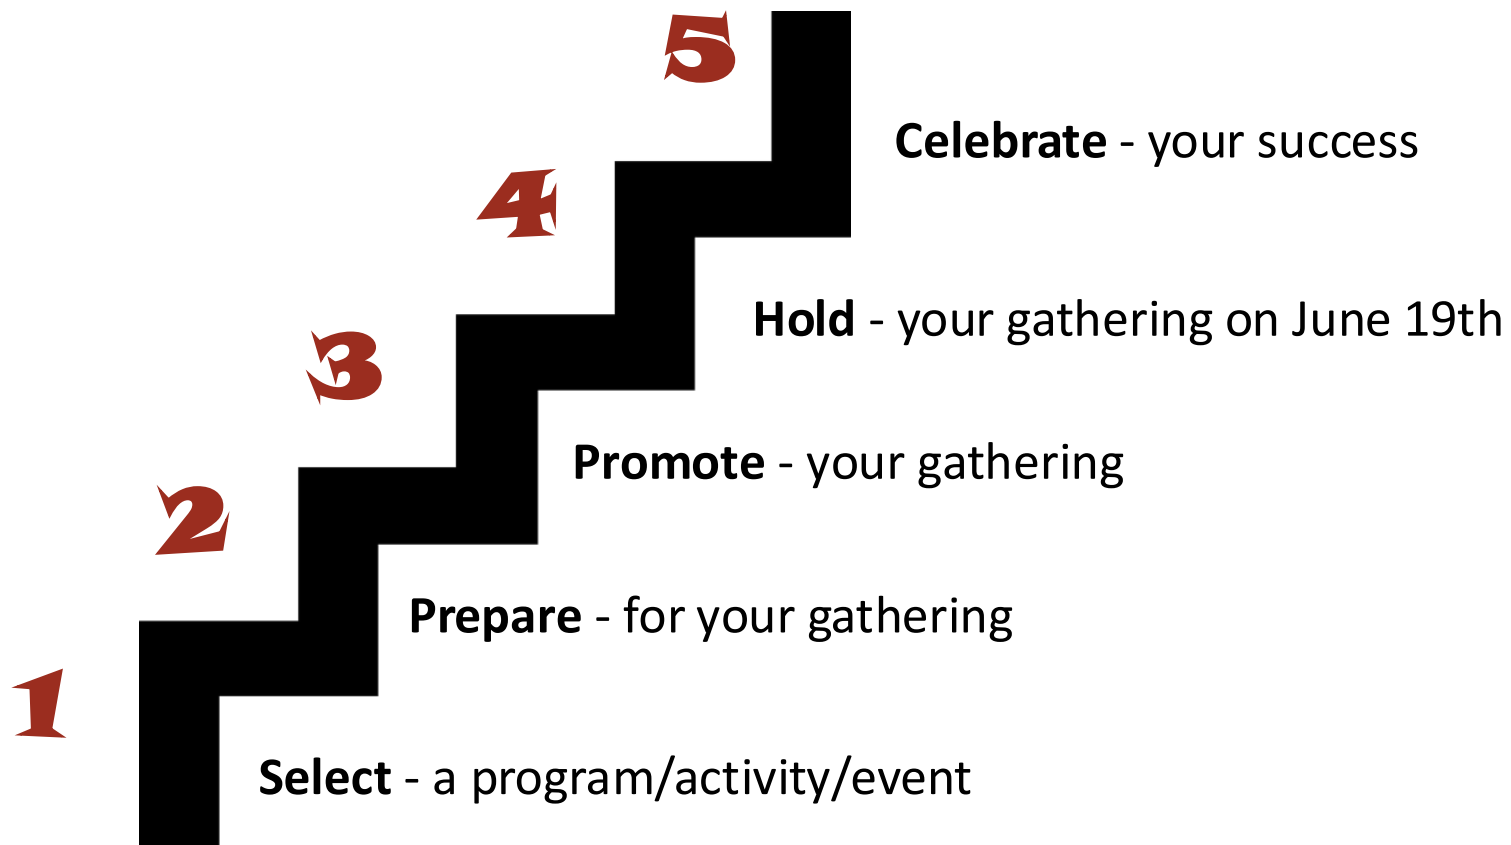 5
Celebrate - your success
4
Hold - your gathering on June 19th
3
Promote - your gathering
2
Prepare - for your gathering
1
Select - a program/activity/event